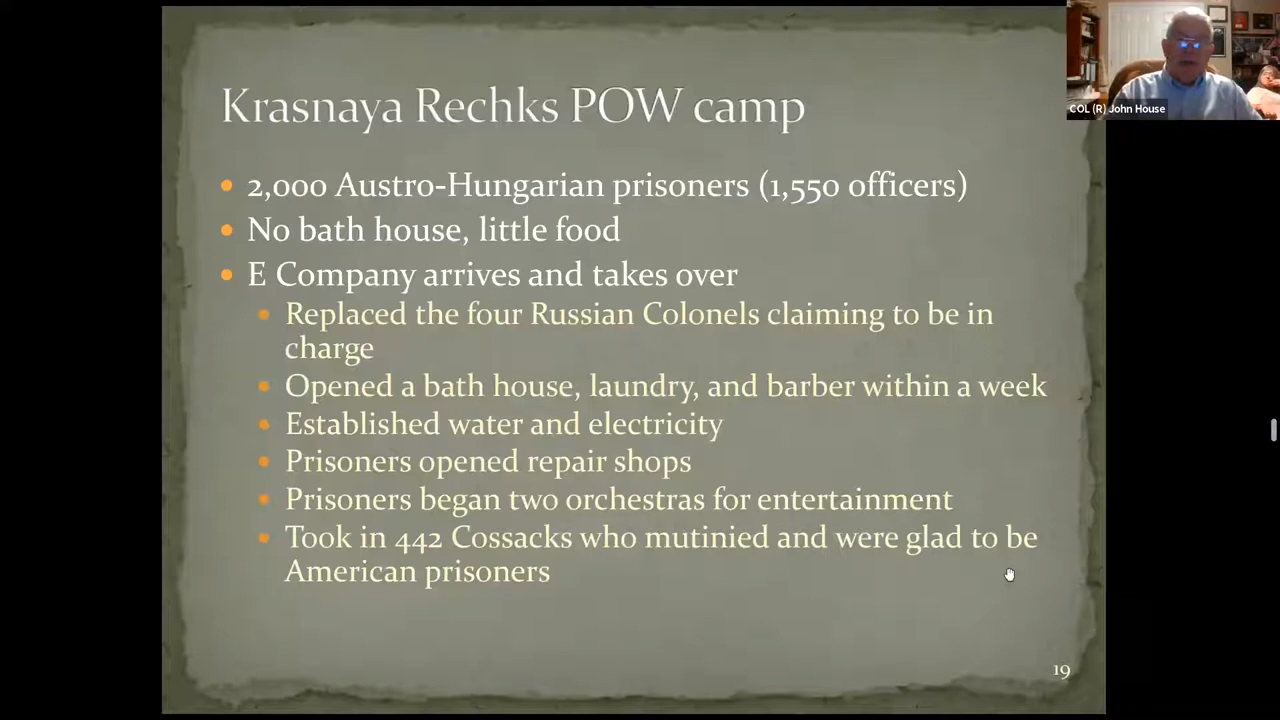 Krasnaya Rechks POW camp
2,000 Austro-Hungarian prisoners (1,550 officers)
No bath house, little food
E Company arrives and takes over
Replaced the four Russian Colonels claiming to be in
charge
Opened a bath house, laundry, and barber within a week
Established water and electricity
Prisoners opened repair shops
Prisoners began two orchestras for entertainment
Took in 442 Cossacks who mutinied and were glad to be
American prisoners
19
COL (R) John House